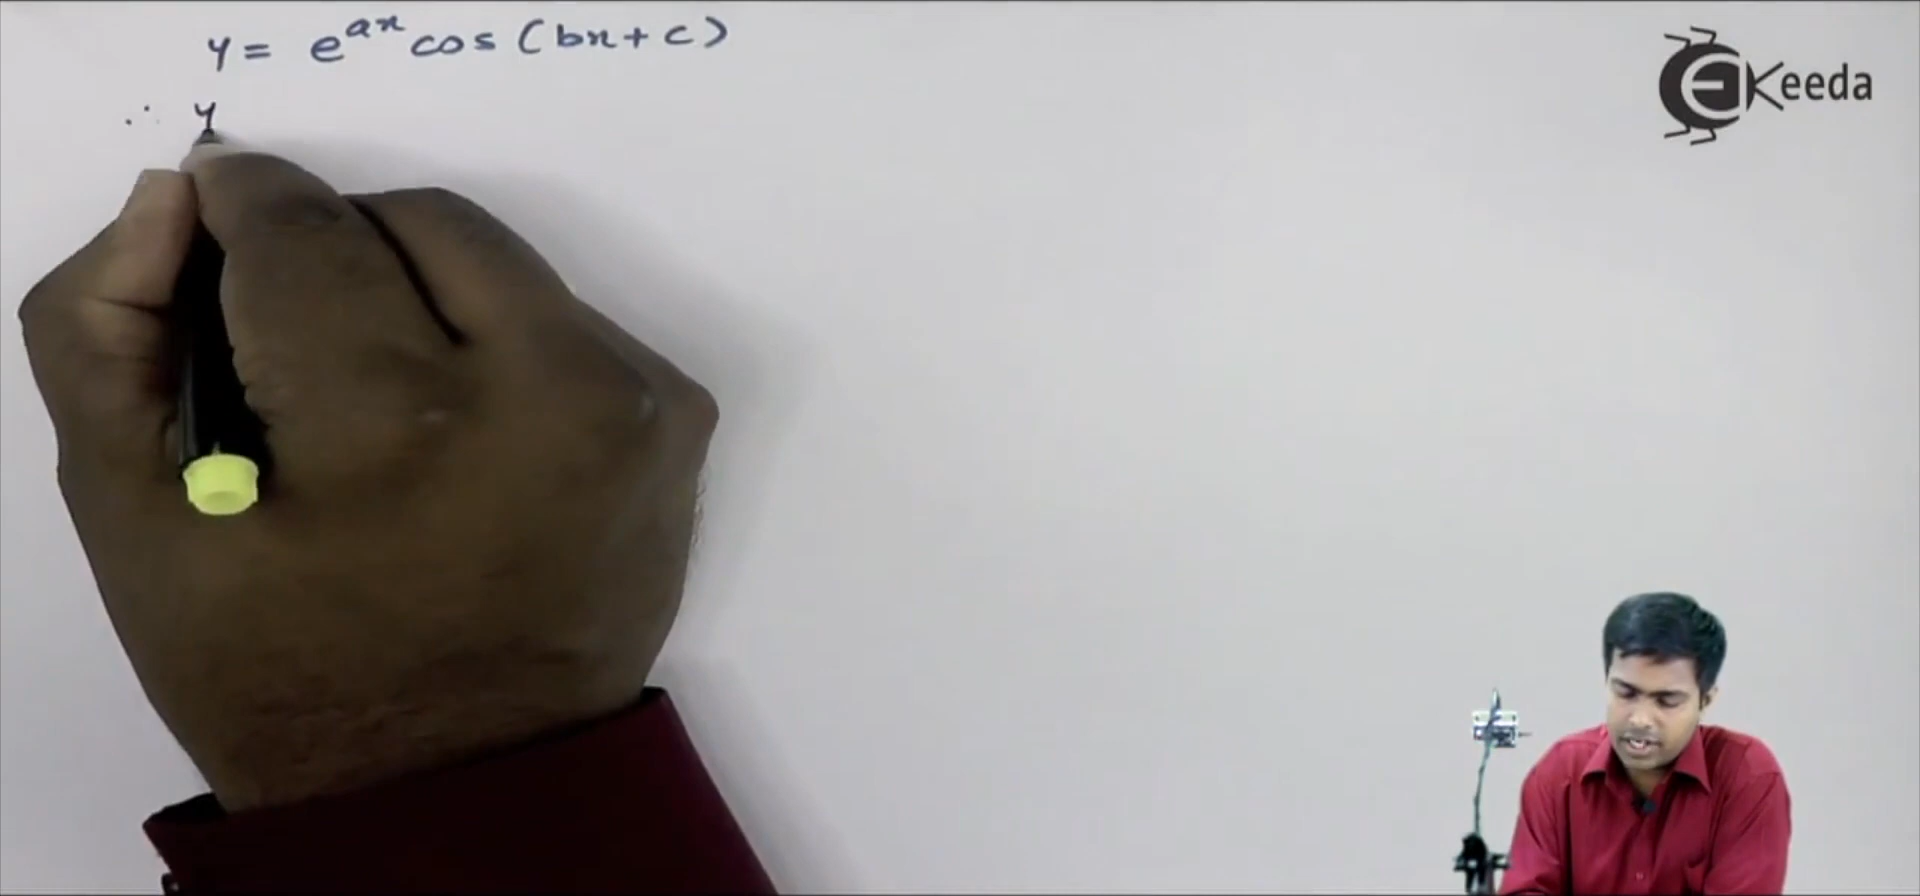 y = e^{ax} cos (bx + c)
∴ y
EKeeda